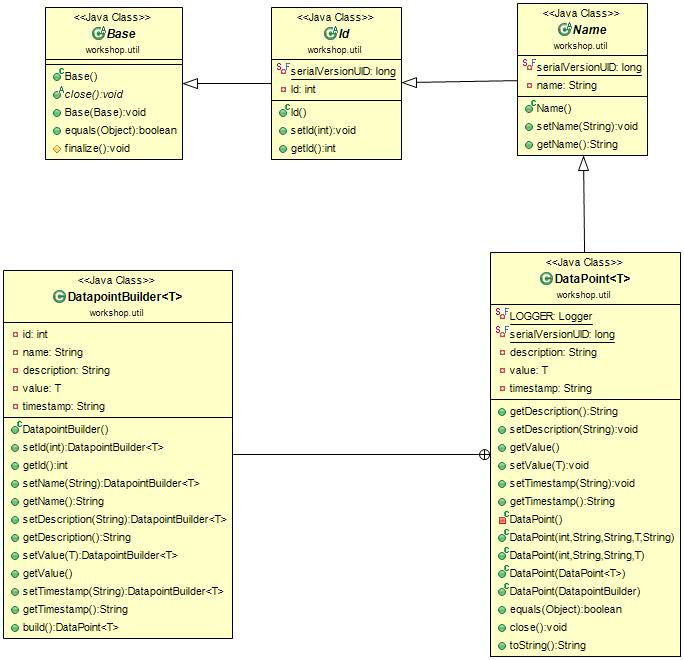 <<Java Class>>
Base
workshop.util
Base()
close():void
Base(Base):void
equals(Object):boolean
finalize():void
<<Java Class>>
Id
workshop.util
serialVersionUID: long
Id: int
Id()
setId(int):void
getId():int
<<Java Class>>
Name
workshop.util
serialVersionUID: long
name: String
Name()
setName(String):void
getName():String
<<Java Class>>
DatapointBuilder<T>
workshop.util
id: int
name: String
description: String
value: T
timestamp: String
DatapointBuilder()
setId(int):DatapointBuilder<T>
getId():int
setName(String):DatapointBuilder<T>
getName():String
setDescription(String):DatapointBuilder<T>
getDescription():String
setValue(T):DatapointBuilder<T>
getValue()
setTimestamp(String):DatapointBuilder<T>
getTimestamp():String
build():DataPoint<T>
<<Java Class>>
DataPoint<T>
workshop.util
LOGGER: Logger
serialVersionUID: long
description: String
value: T
timestamp: String
getDescription():String
setDescription(String):void
getValue()
setValue(T):void
setTimestamp(String):void
getTimestamp():String
DataPoint()
DataPoint(int,String,String,T,String)
DataPoint(int,String,String,T)
DataPoint(DataPoint<T>)
DataPoint(DatapointBuilder)
equals(Object):boolean
close():void
toString():String